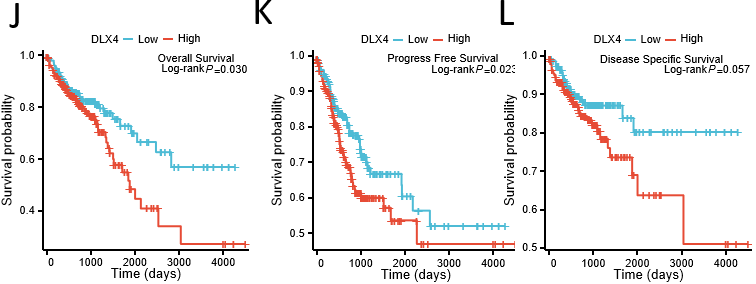 J
DLX4 Low High
Overall Survival
Log-rank P=0.030
Survival probability
1.0
0.8
0.6
0.4
0 1000 2000 3000 4000
Time (days)
K
DLX4 Low High
Progress Free Survival
Log-rank P=0.023
Survival probability
1.0
0.9
0.8
0.7
0.6
0.5
0 1000 2000 3000 4000
Time (days)
L
DLX4 Low High
Disease Specific Survival
Log-rank P=0.057
Survival probability
1.0
0.9
0.8
0.7
0.6
0.5
0 1000 2000 3000 4000
Time (days)